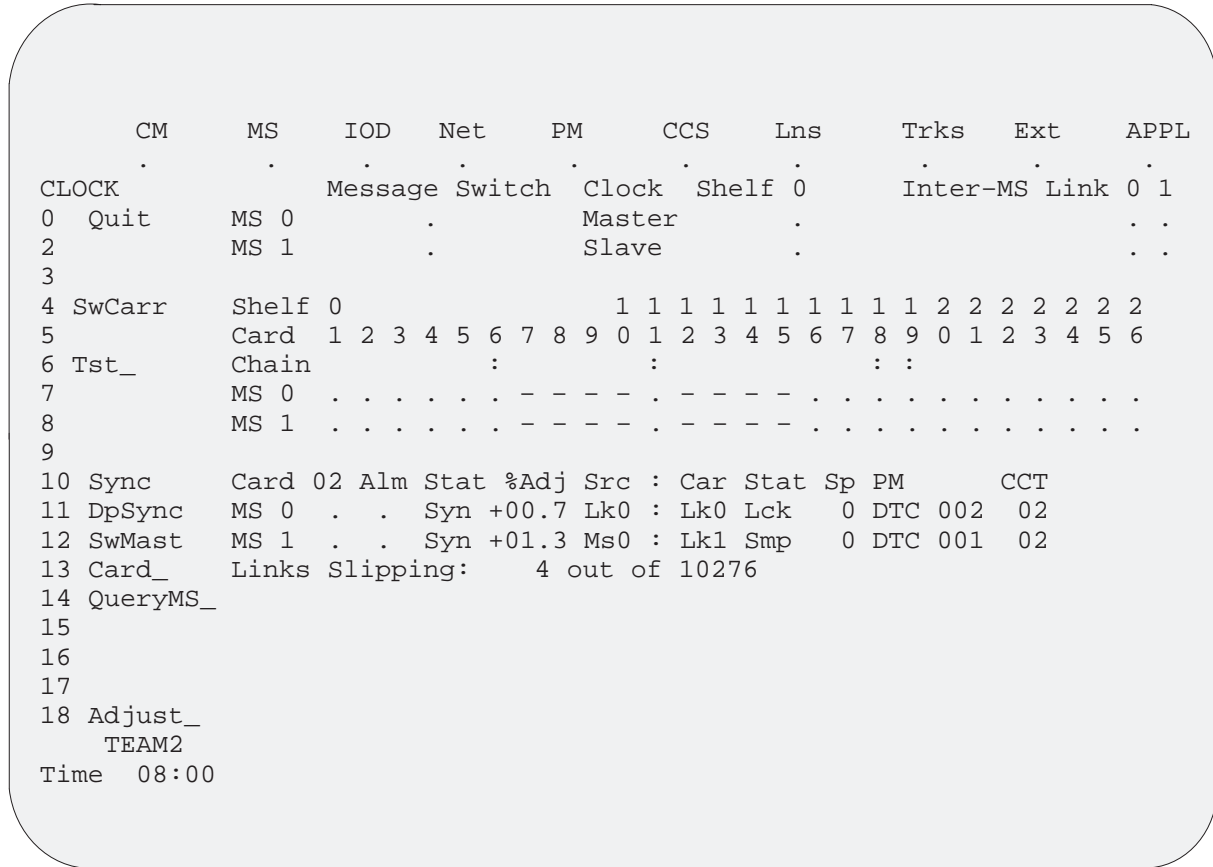 CM MS IOD Net PM CCS Lns Trks Ext APPL
. . . . . . . . . .
CLOCK Message Switch Clock Shelf 0 Inter-MS Link 0 1
0 Quit MS 0 . Master . . .
2 MS 1 . Slave . . .
3
4 SwCarr Shelf 0 1 1 1 1 1 1 1 1 1 1 2 2 2 2 2 2 2
5 Card 1 2 3 4 5 6 7 8 9 0 1 2 3 4 5 6 7 8 9 0 1 2 3 4 5 6
6 Tst_ Chain : : : :
7 MS 0 . . . . . . - - - - . - - - - . . . . . . . . . . .
8 MS 1 . . . . . . - - - - . - - - - . . . . . . . . . . .
9
10 Sync Card 02 Alm Stat %Adj Src : Car Stat Sp PM CCT
11 DpSync MS 0 . . Syn +00.7 Lk0 : Lk0 Lck 0 DTC 002 02
12 SwMast MS 1 . . Syn +01.3 Ms0 : Lk1 Smp 0 DTC 001 02
13 Card_ Links Slipping: 4 out of 10276
14 QueryMS_
15
16
17
18 Adjust_
TEAM2
Time 08:00